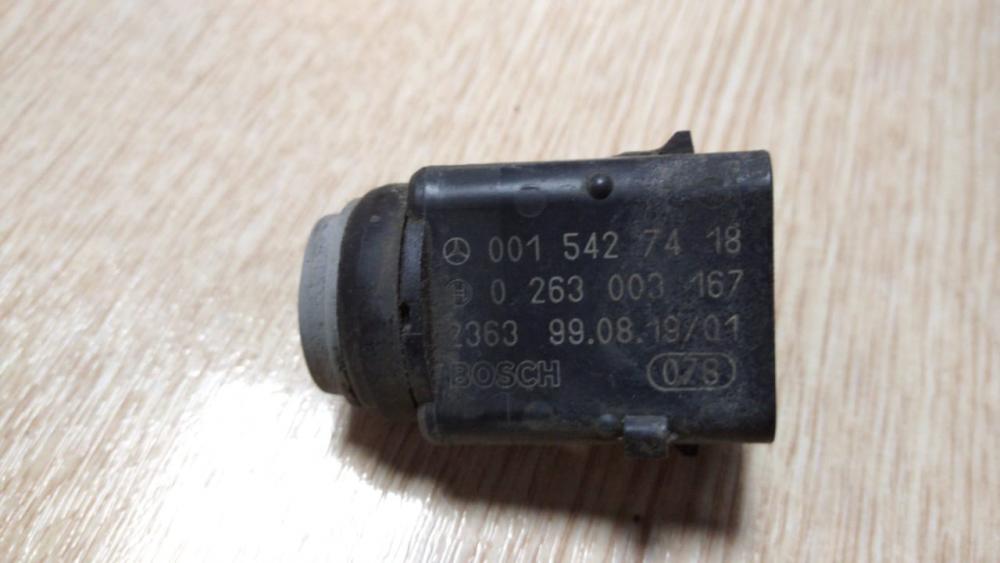 001 542 74 18
0 263 003 167
2363 99.08.19/01
BOSCH 078